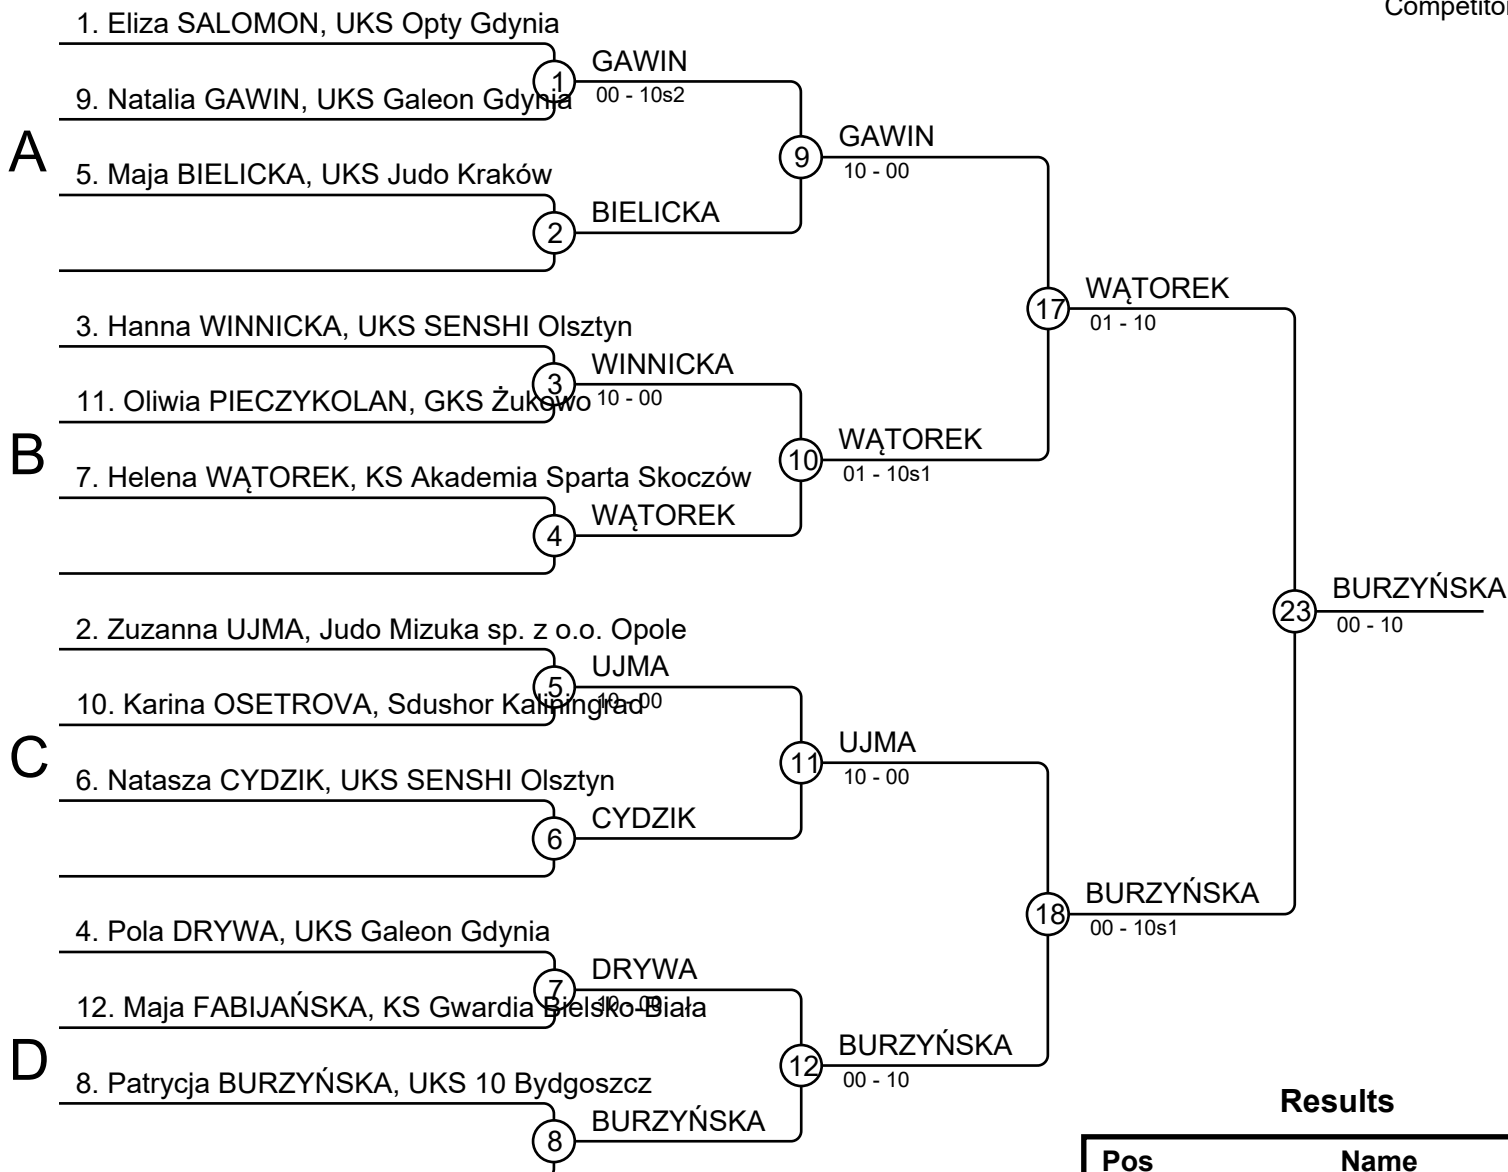 Competitor
1. Eliza SALOMON, UKS Opty Gdynia
1
GAWIN
00 - 10s2
9. Natalia GAWIN, UKS Galeon Gdynia
A
9
GAWIN
10 - 00
5. Maja BIELICKA, UKS Judo Kraków
2
BIELICKA
17
WĄTOREK
01 - 10
3. Hanna WINNICKA, UKS SENSHI Olsztyn
3
WINNICKA
10 - 00
11. Oliwia PIECZYKOLAN, GKS Żukowo
B
10
WĄTOREK
01 - 10s1
7. Helena WĄTOREK, KS Akademia Sparta Skoczów
4
WĄTOREK
23
BURZYŃSKA
00 - 10
2. Zuzanna UJMA, Judo Mizuka sp. z o.o. Opole
5
UJMA
10 - 00
10. Karina OSETROVA, Sdushor Kaliningrad
C
11
UJMA
10 - 00
6. Natasza CYDZIK, UKS SENSHI Olsztyn
6
CYDZIK
18
BURZYŃSKA
00 - 10s1
4. Pola DRYWA, UKS Galeon Gdynia
7
DRYWA
10 - 00
12. Maja FABIJAŃSKA, KS Gwardia Bielsko-Biała
D
12
BURZYŃSKA
00 - 10
8. Patrycja BURZYŃSKA, UKS 10 Bydgoszcz
8
BURZYŃSKA
Results
Pos Name